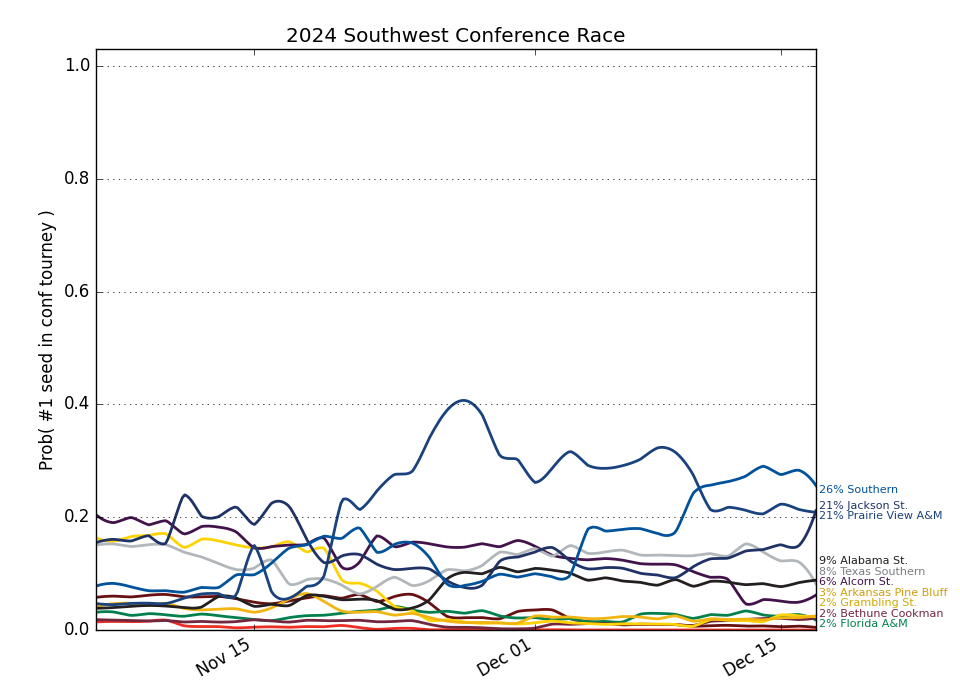 2024 Southwest Conference Race
Prob( #1 seed in conf tourney )
1.0
0.8
0.6
0.4
0.2
0.0
Nov 15
Dec 01
Dec 15
26% Southern
21% Jackson St.
21% Prairie View A&M
9% Alabama St.
8% Texas Southern
6% Alcorn St.
3% Arkansas Pine Bluff
2% Grambling St.
2% Bethune Cookman
2% Florida A&M